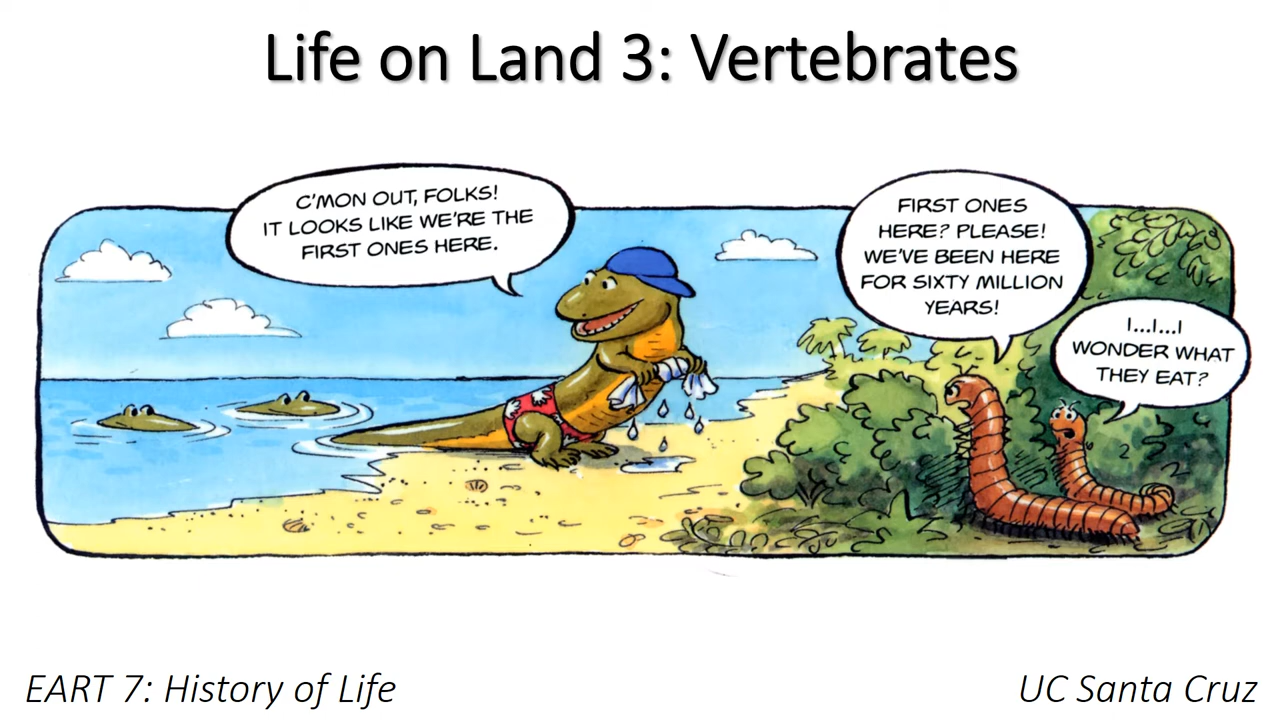 Life on Land 3: Vertebrates
C'MON OUT, FOLKS!
IT LOOKS LIKE WE'RE THE
FIRST ONES HERE.
FIRST ONES
HERE? PLEASE!
WE'VE BEEN HERE
FOR SIXTY MILLION
YEARS!
I...I...I
WONDER WHAT
THEY EAT?
EART 7: History of Life
UC Santa Cruz